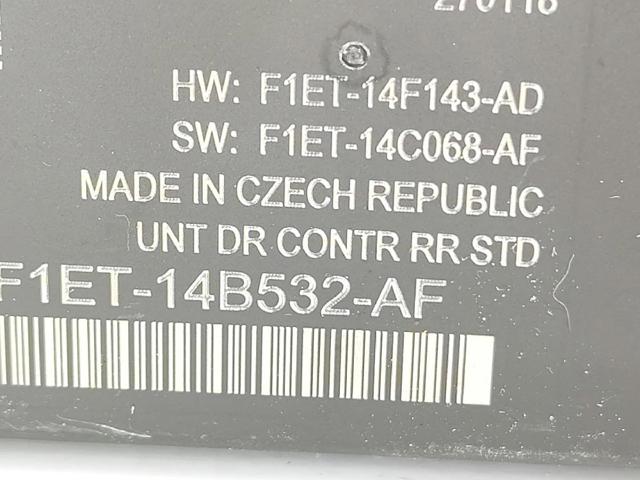 HW: F1ET-14F143-AD
SW: F1ET-14C068-AF
MADE IN CZECH REPUBLIC
UNT DR CONTR RR STD
F1ET-14B532-AF